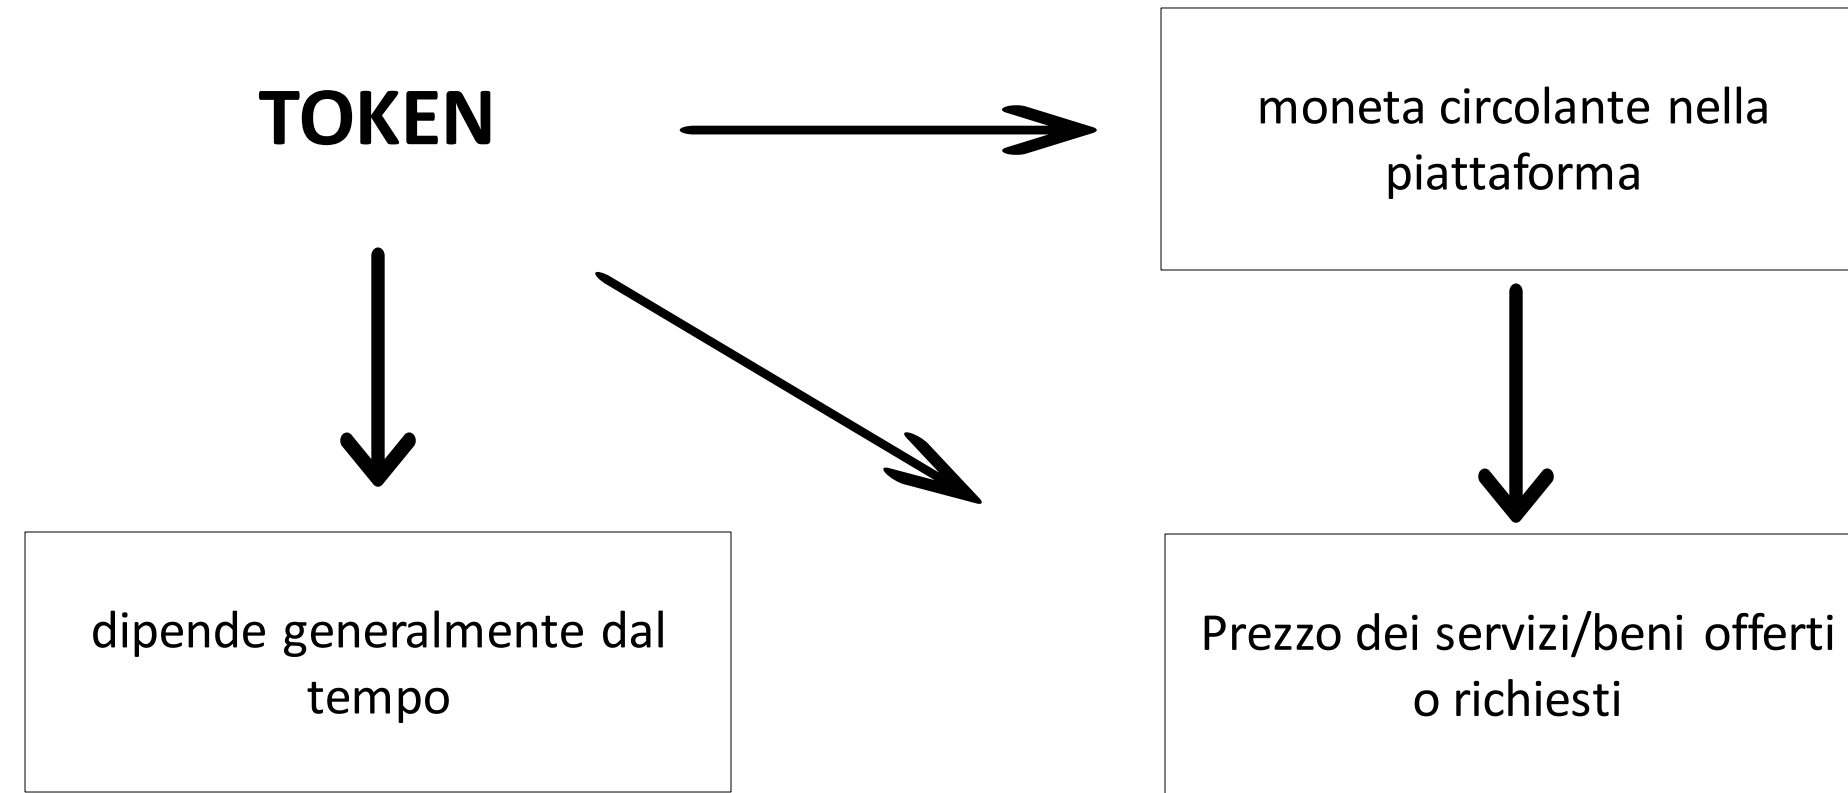 TOKEN
moneta circolante nella
piattaforma
dipende generalmente dal
tempo
Prezzo dei servizi/beni offerti
o richiesti